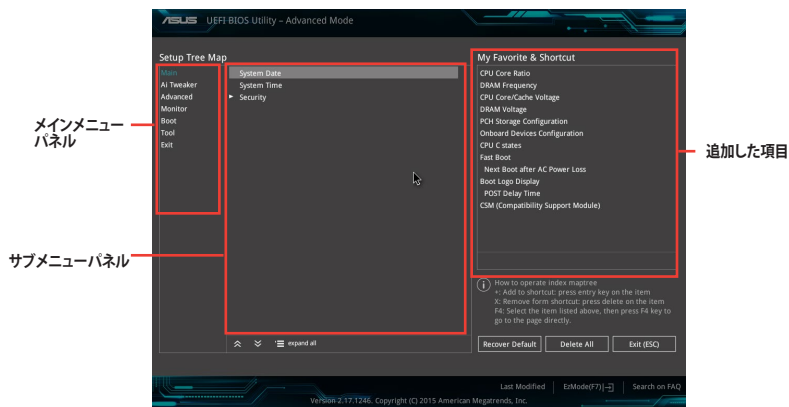 ASUS UEFI BIOS Utility – Advanced Mode
Setup Tree Map
Main
Ai Tweaker
Advanced
Monitor
Boot
Tool
Exit
System Date
System Time
Security
expand all
My Favorite & Shortcut
CPU Core Ratio
DRAM Frequency
CPU Core/Cache Voltage
DRAM Voltage
PCH Storage Configuration
Onboard Devices Configuration
CPU C states
Fast Boot
Next Boot after AC Power Loss
Boot Logo Display
POST Delay Time
CSM (Compatibility Support Module)
How to operate index maptree
+: Add to shortcut: press entry key on the item
X: Remove form shortcut: press delete on the item
F4: Select the item listed above, then press F4 key to
go to the page directly.
Recover Default
Delete All
Exit (ESC)
Last Modified
EzMode(F7)
Search on FAQ
Version 2.17.1246. Copyright (C) 2015 American Megatrends, Inc.
メインメニュー
パネル
サブメニューパネル
追加した項目